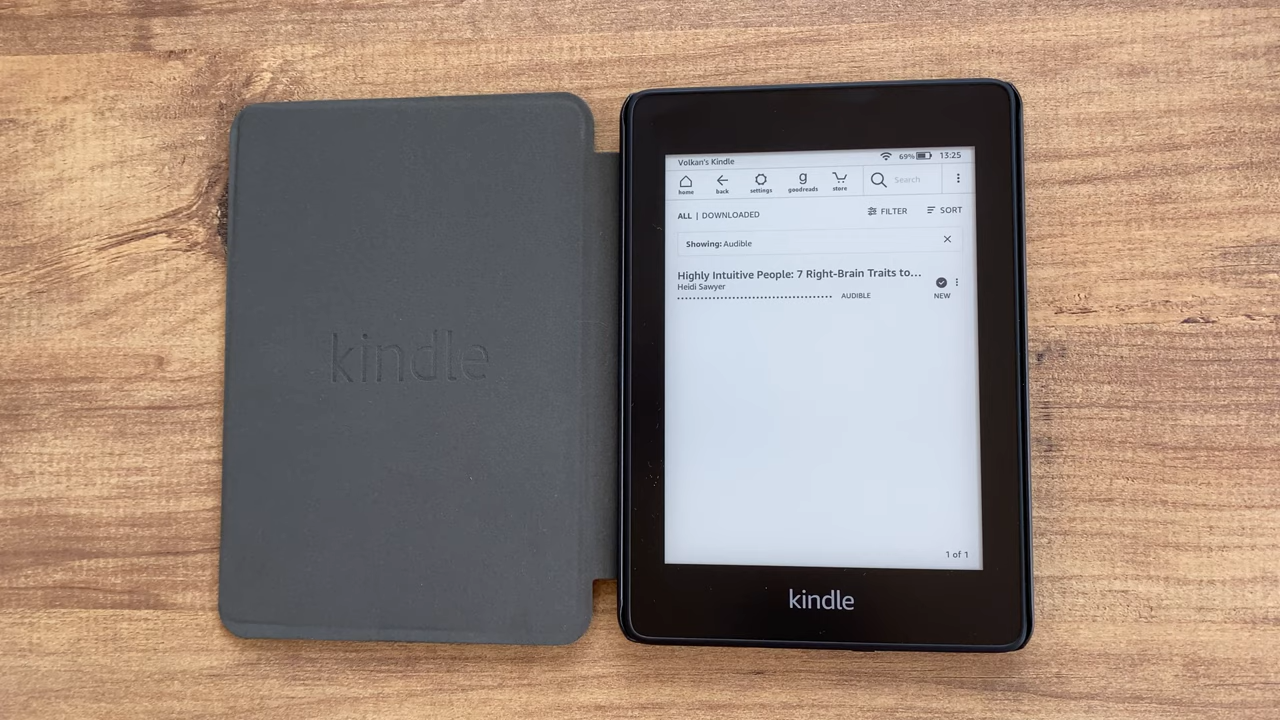 kindle
Volkan's Kindle 69% 13:25
home back settings goodreads store Search
ALL | DOWNLOADED FILTER SORT
Showing: Audible
Highly Intuitive People: 7 Right-Brain Traits to...
Heidi Sawyer
AUDIBLE NEW
1 of 1
kindle